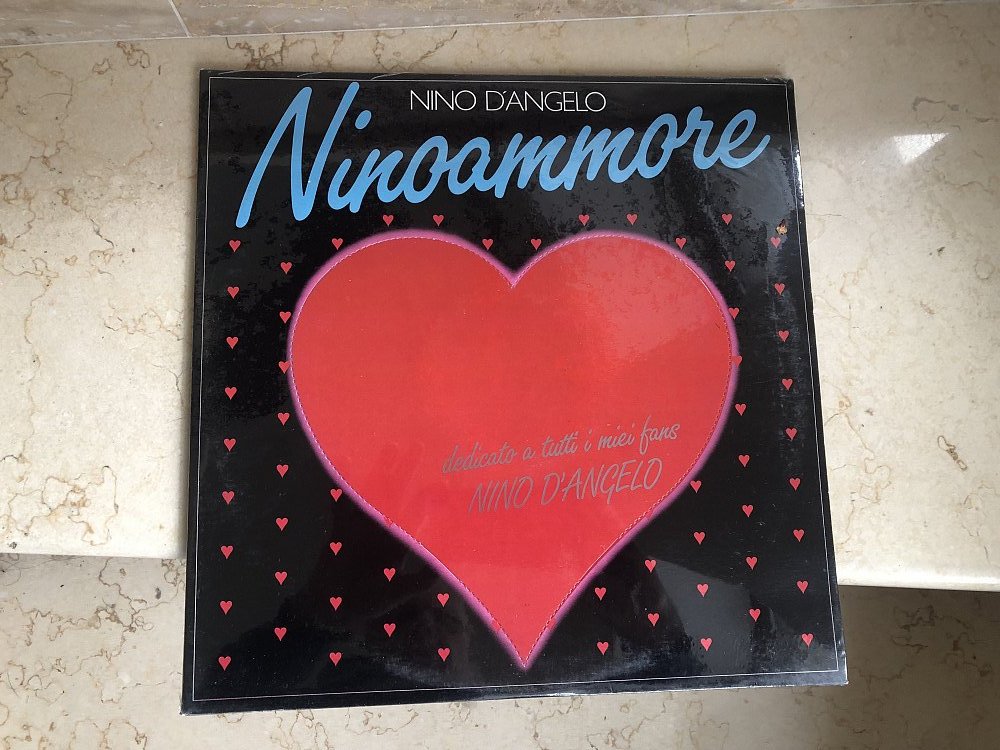 NINO D'ANGELO
Ninoammore
dedicato a tutti i miei fans
NINO D'ANGELO